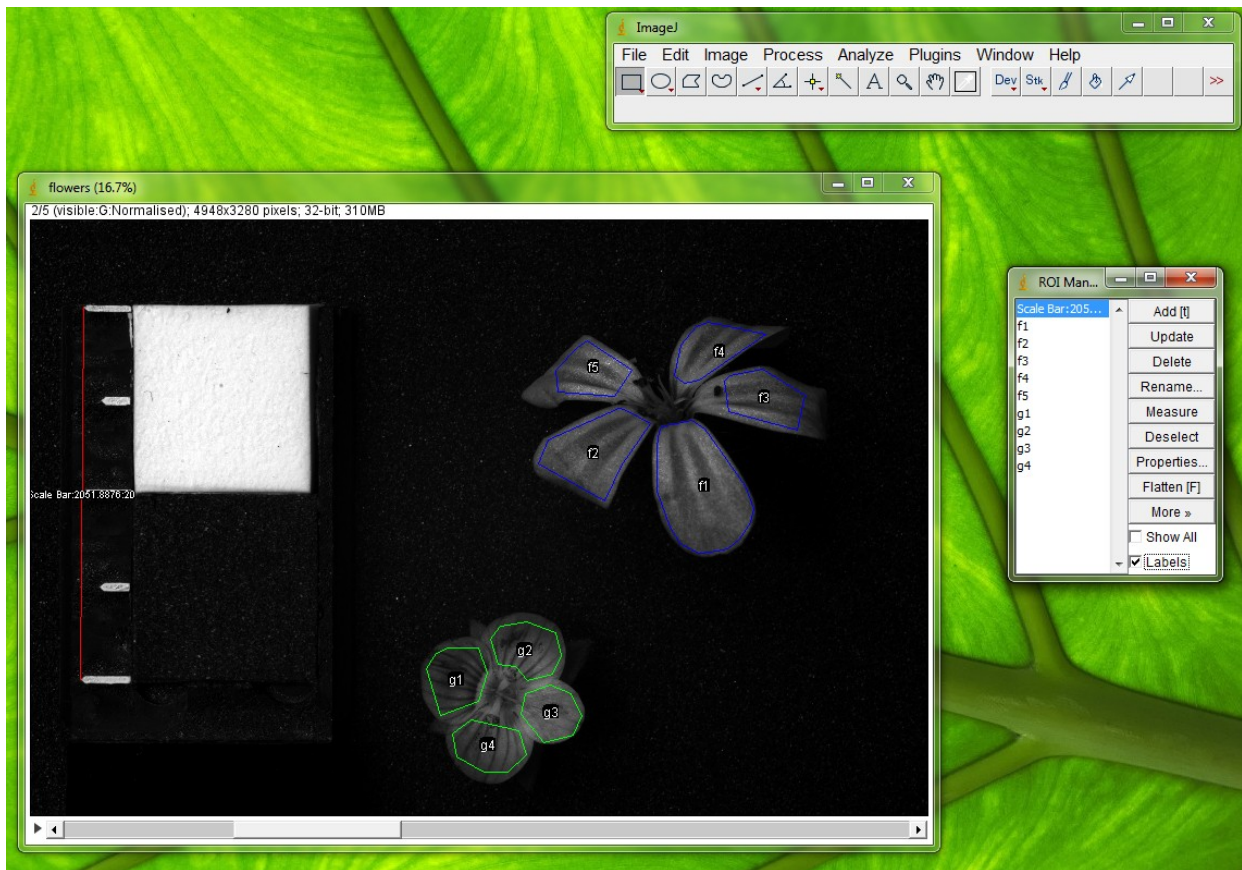 ImageJ
File Edit Image Process Analyze Plugins Window Help
Dev Stk >>
flowers (16.7%)
2/5 (visible:G:Normalised); 4948x3280 pixels; 32-bit; 310MB
f4
f5
f3
f2
f1
Scale Bar:2051.8876:20
g2
g1
g3
g4
ROI Man...
Scale Bar:205...
f1
f2
f3
f4
f5
g1
g2
g3
g4
Add [t]
Update
Delete
Rename...
Measure
Deselect
Properties...
Flatten [F]
More »
Show All
Labels